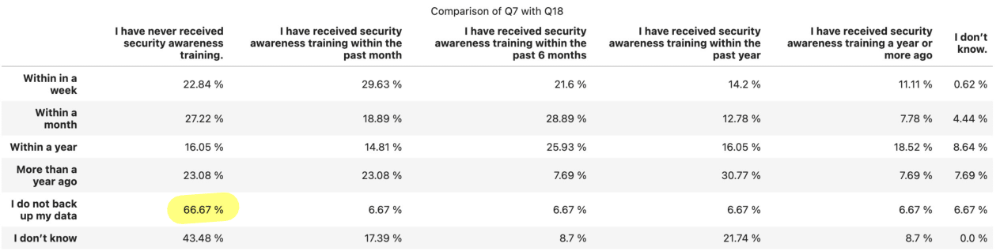 Comparison of Q7 with Q18
I have never received security awareness training. I have received security awareness training within the past month I have received security awareness training within the past 6 months I have received security awareness training within the past year I have received security awareness training a year or more ago I don't know.
Within in a week 22.84 % 29.63 % 21.6 % 14.2 % 11.11 % 0.62 %
Within a month 27.22 % 18.89 % 28.89 % 12.78 % 7.78 % 4.44 %
Within a year 16.05 % 14.81 % 25.93 % 16.05 % 18.52 % 8.64 %
More than a year ago 23.08 % 23.08 % 7.69 % 30.77 % 7.69 % 7.69 %
I do not back up my data 66.67 % 6.67 % 6.67 % 6.67 % 6.67 % 6.67 %
I don't know 43.48 % 17.39 % 8.7 % 21.74 % 8.7 % 0.0 %